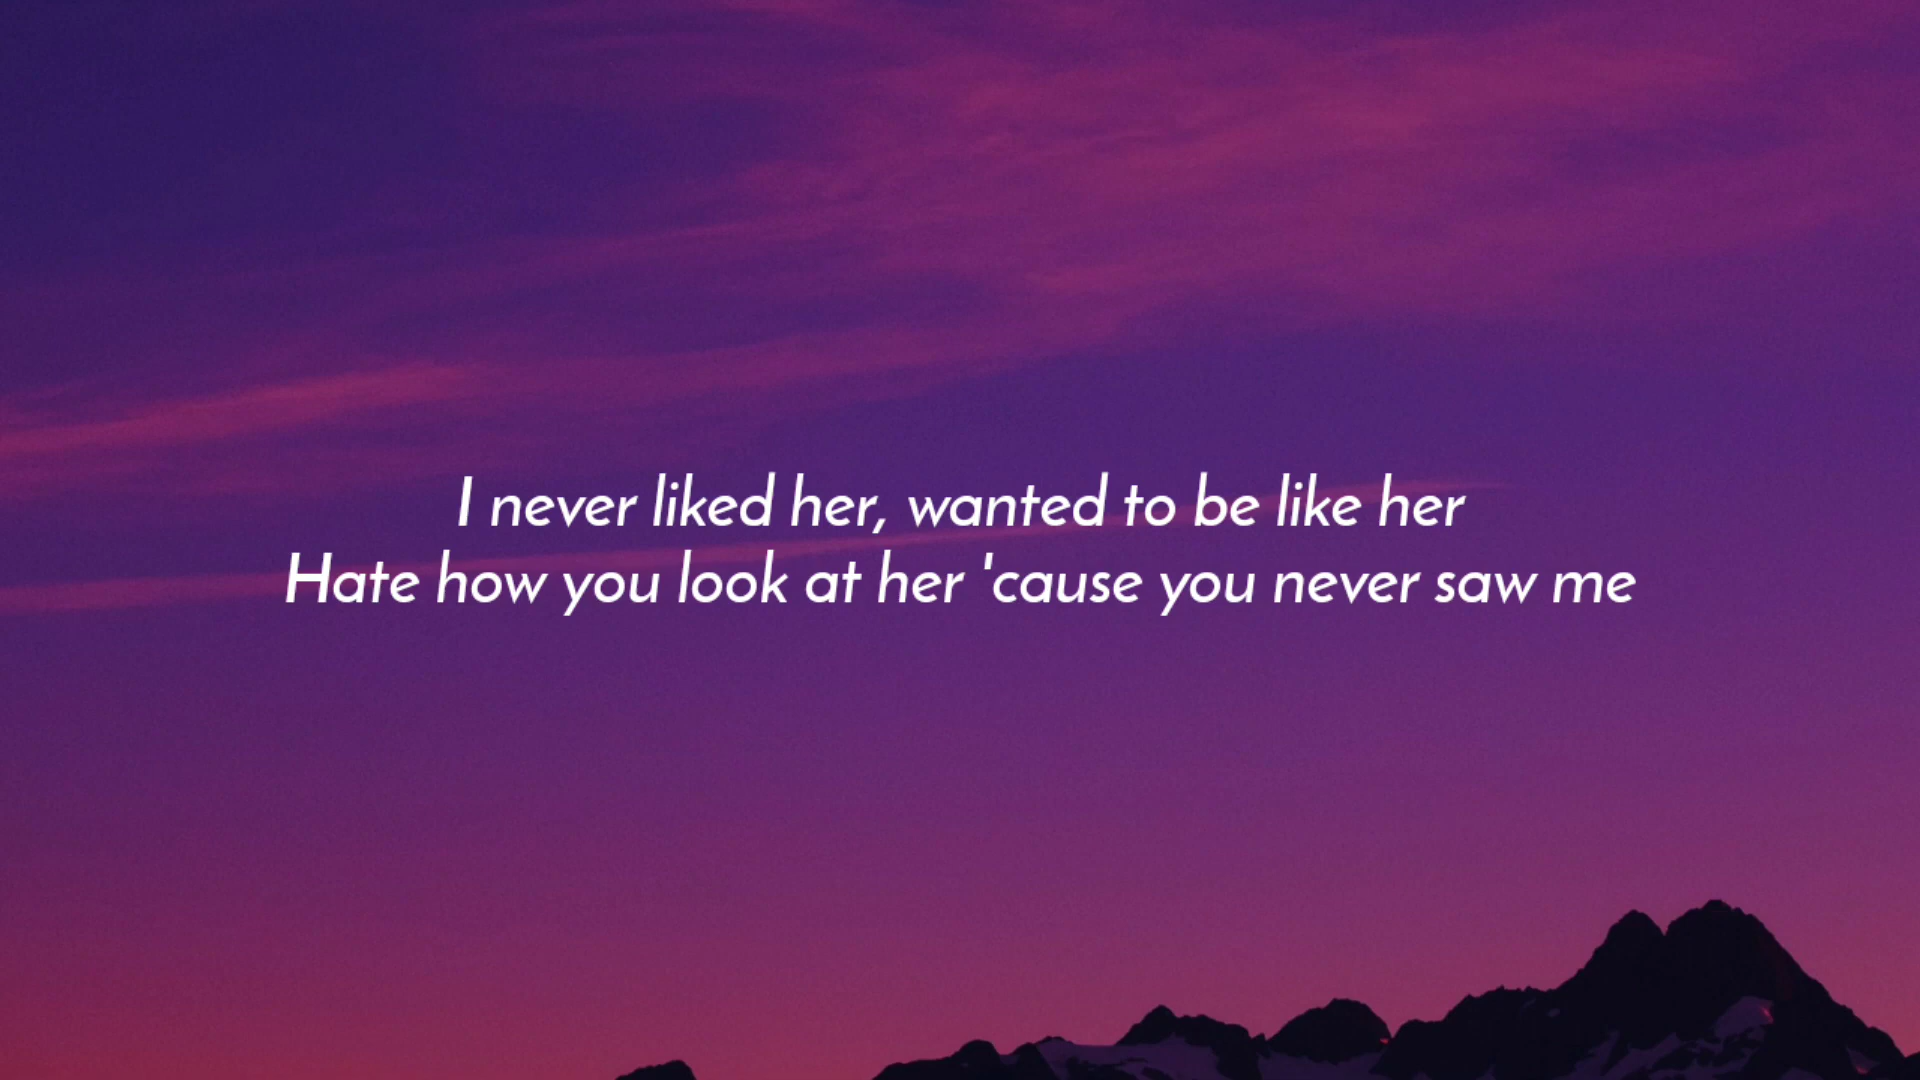 I never liked her, wanted to be like her
Hate how you look at her 'cause you never saw me